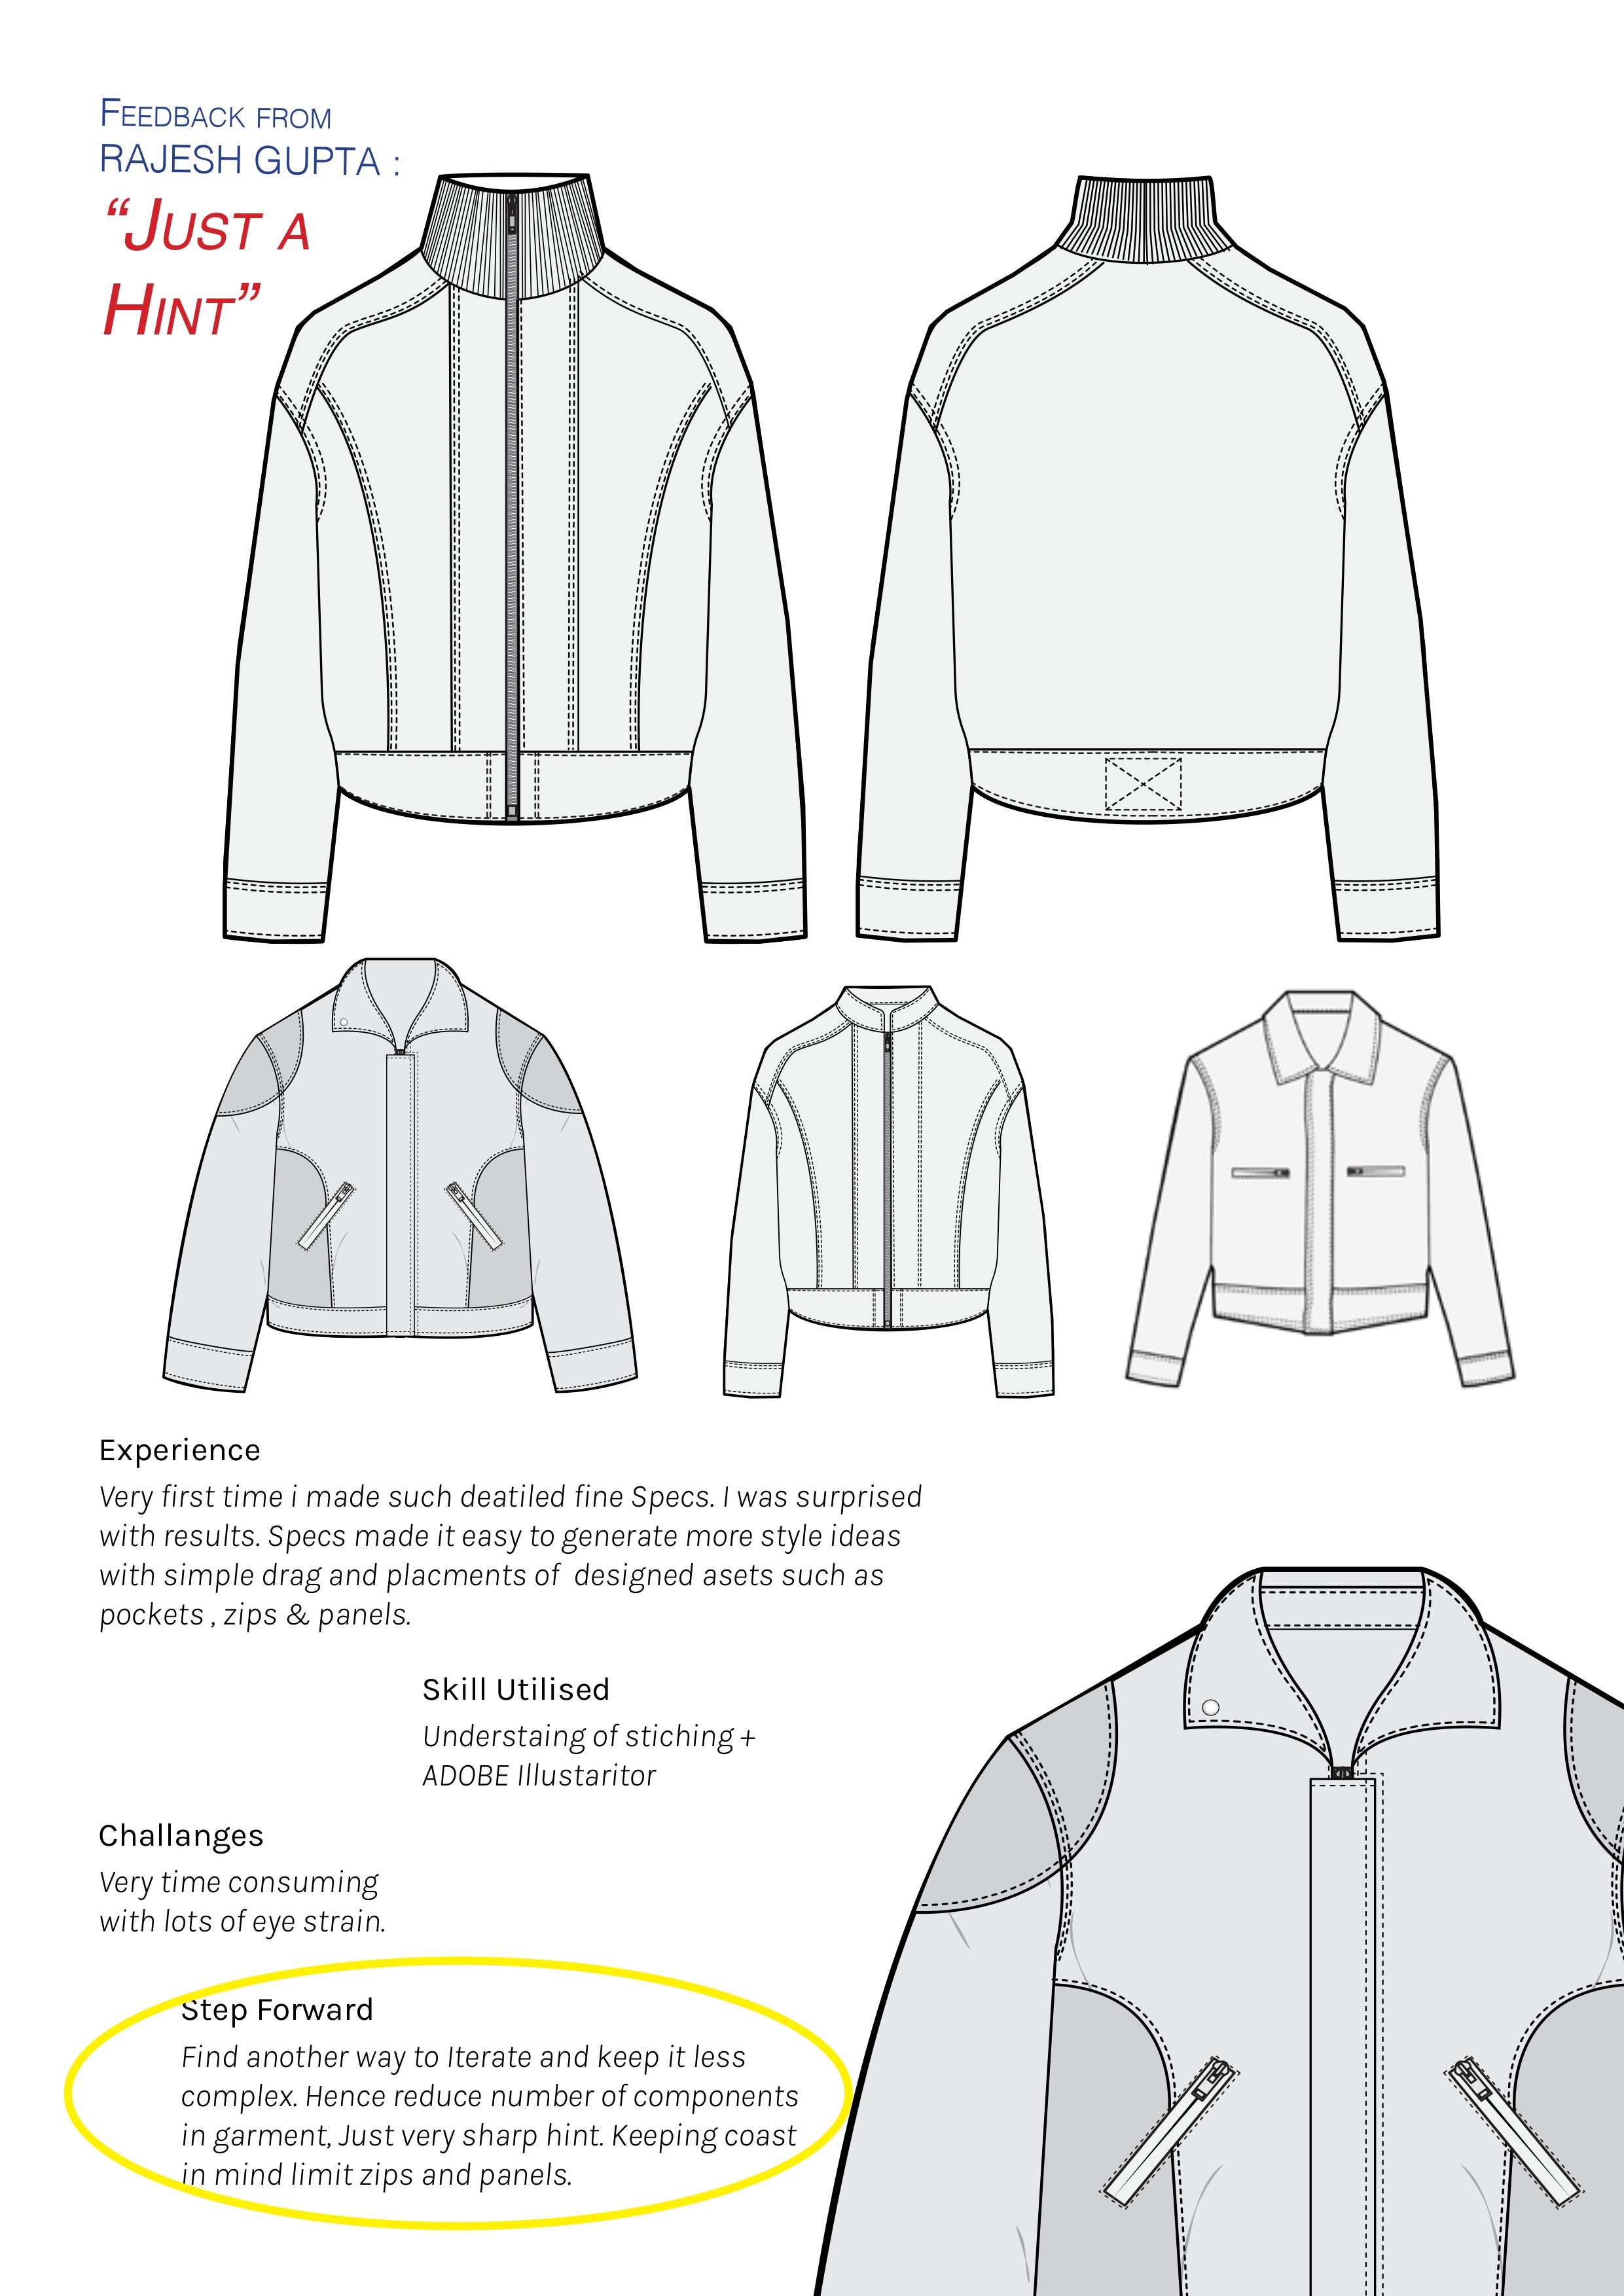 FEEDBACK FROM
RAJESH GUPTA :
“JUST A
HINT”
Experience
Very first time i made such deatiled fine Specs. I was surprised
with results. Specs made it easy to generate more style ideas
with simple drag and placments of designed asets such as
pockets , zips & panels.
Skill Utilised
Understaing of stiching +
ADOBE Illustaritor
Challanges
Very time consuming
with lots of eye strain.
Step Forward
Find another way to Iterate and keep it less
complex. Hence reduce number of components
in garment, Just very sharp hint. Keeping coast
in mind limit zips and panels.